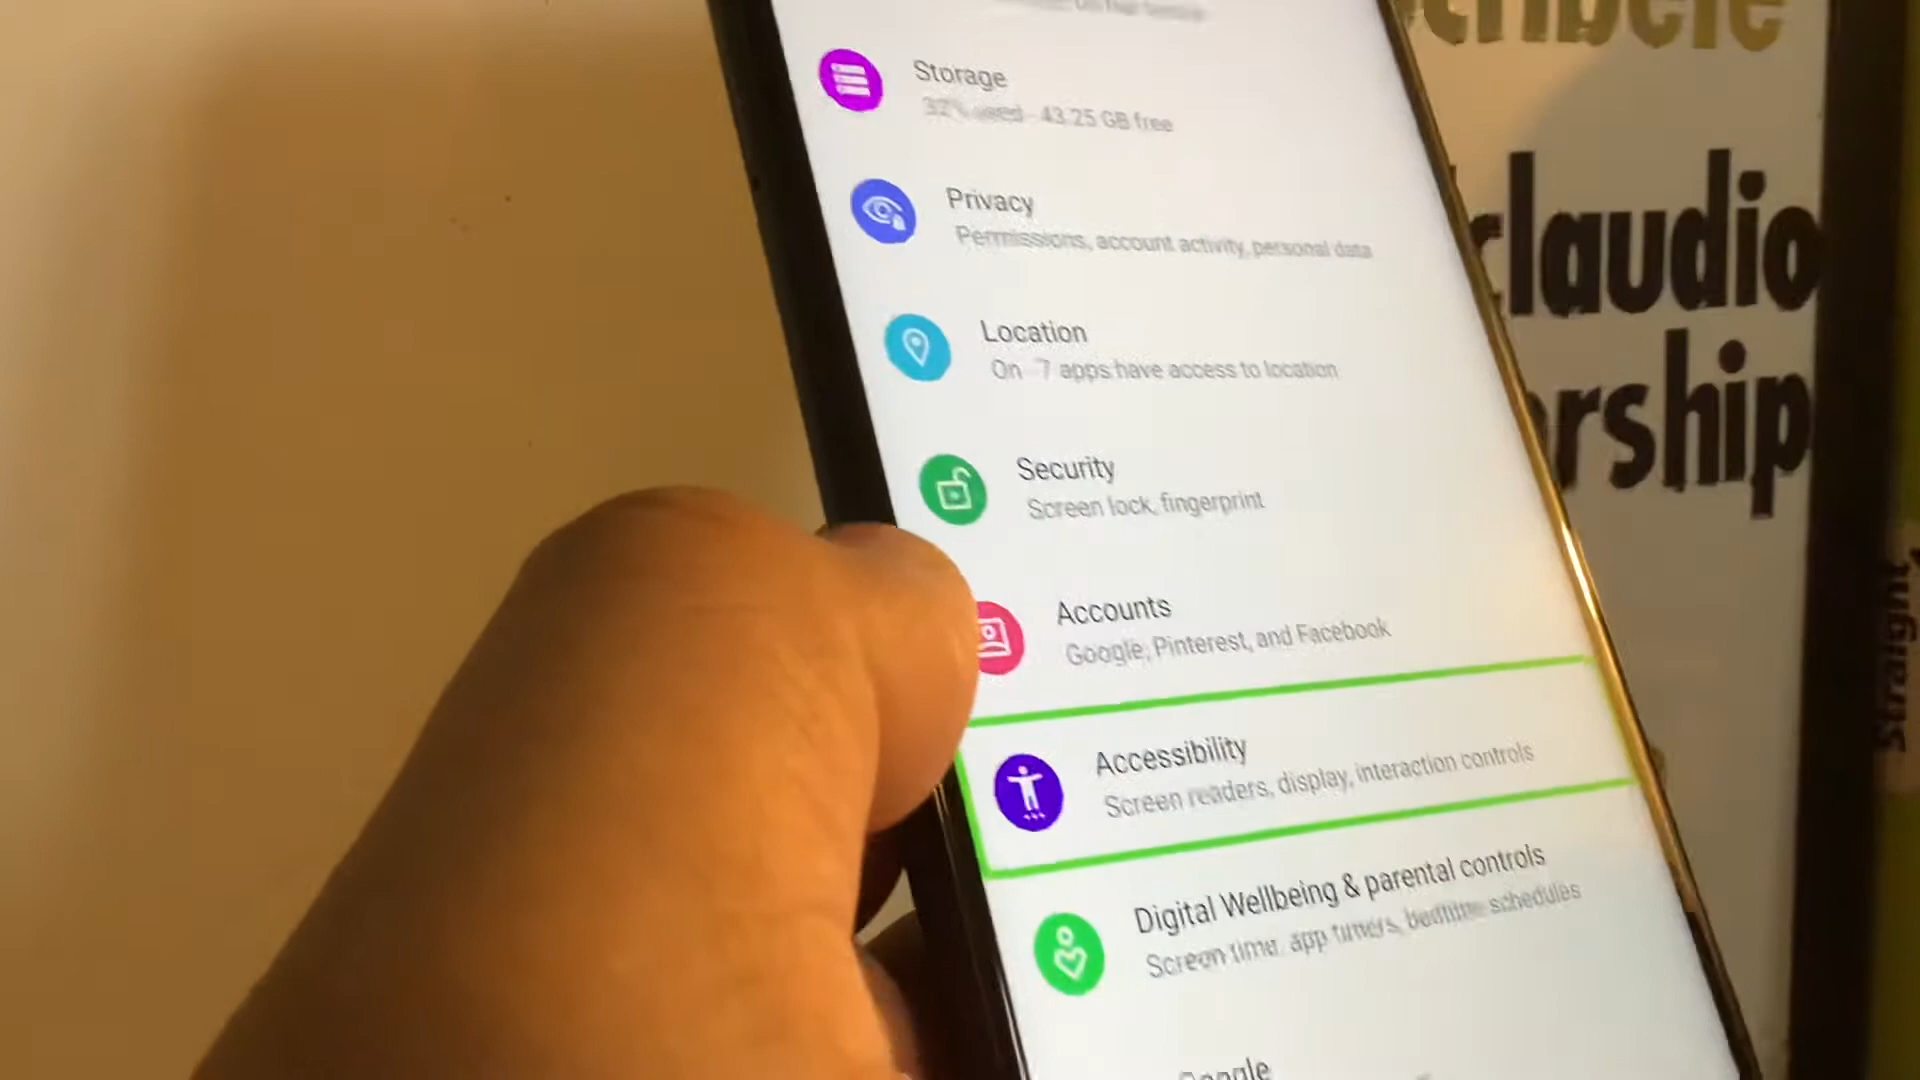 Storage
32% used - 43.25 GB free
Privacy
Permissions, account activity, personal data
Location
On 7 apps have access to location
Security
Screen lock, fingerprint
Accounts
Google, Pinterest, and Facebook
Accessibility
Screen readers, display, interaction controls
Digital Wellbeing & parental controls
Screen time, app timers, bedtime schedules
Google
claudio
rship
Straight